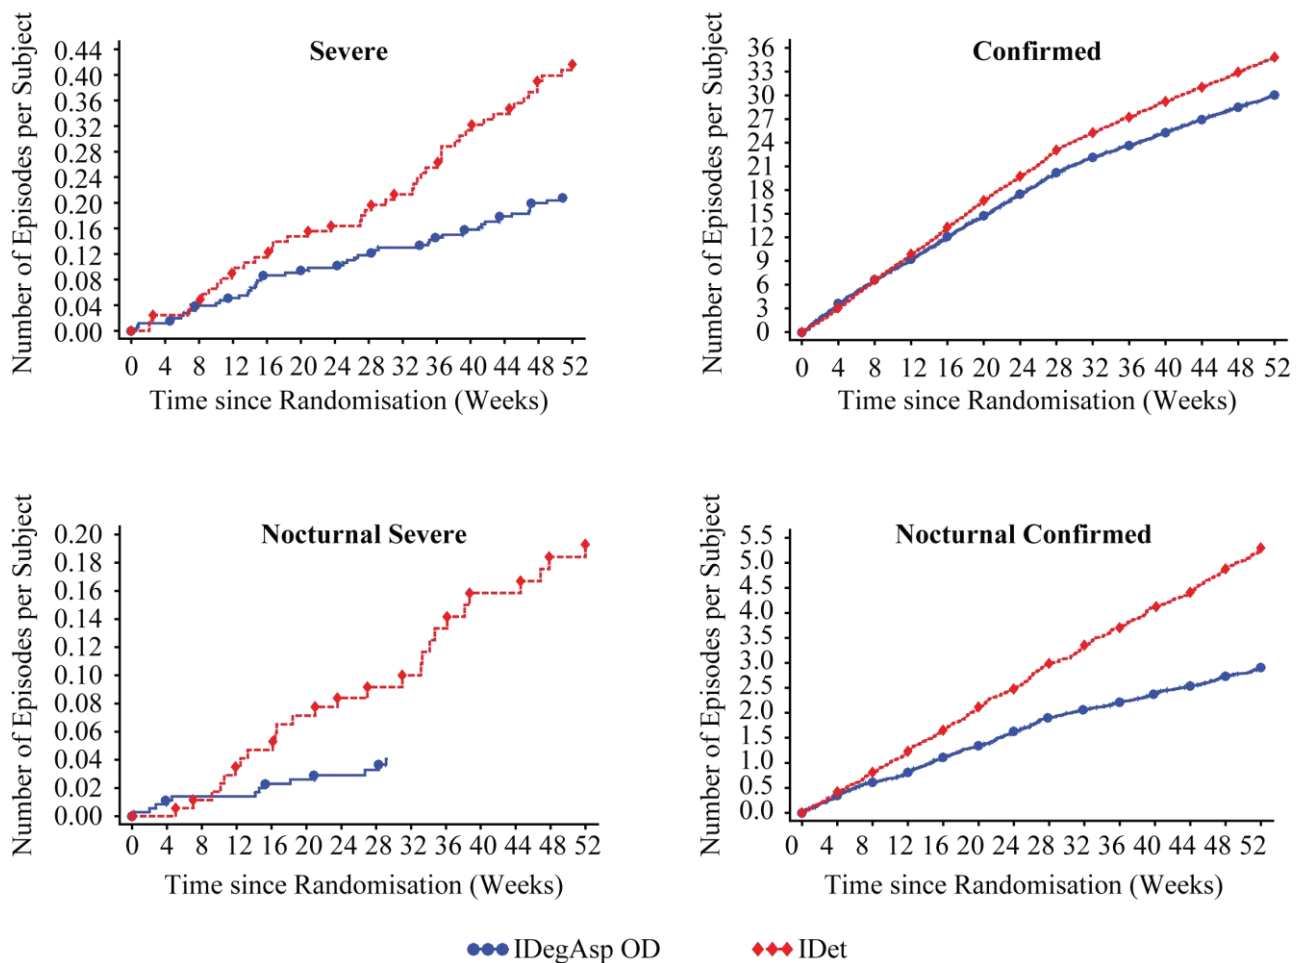 Severe
Number of Episodes per Subject
0.44
0.40
0.36
0.32
0.28
0.24
0.20
0.16
0.12
0.08
0.04
0.00
0 4 8 12 16 20 24 28 32 36 40 44 48 52
Time since Randomisation (Weeks)
Confirmed
Number of Episodes per Subject
36
33
30
27
24
21
18
15
12
9
6
3
0
0 4 8 12 16 20 24 28 32 36 40 44 48 52
Time since Randomisation (Weeks)
Nocturnal Severe
Number of Episodes per Subject
0.20
0.18
0.16
0.14
0.12
0.10
0.08
0.06
0.04
0.02
0.00
0 4 8 12 16 20 24 28 32 36 40 44 48 52
Time since Randomisation (Weeks)
Nocturnal Confirmed
Number of Episodes per Subject
5.5
5.0
4.5
4.0
3.5
3.0
2.5
2.0
1.5
1.0
0.5
0.0
0 4 8 12 16 20 24 28 32 36 40 44 48 52
Time since Randomisation (Weeks)
IDegAsp OD
IDet